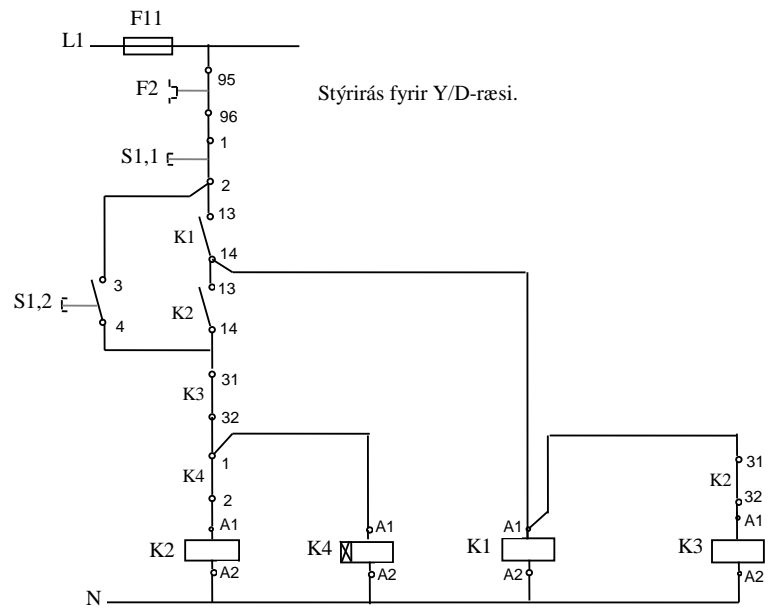 F11
L1
95
F2
Stýrirás fyrir Y/D-ræsi.
96
1
S1,1
2
13
K1
14
3
13
S1,2
K2
4
14
31
K3
32
1
31
K4
K2
2
32
A1
A1
A1
A1
K2
K4
K1
K3
A2
A2
A2
A2
N